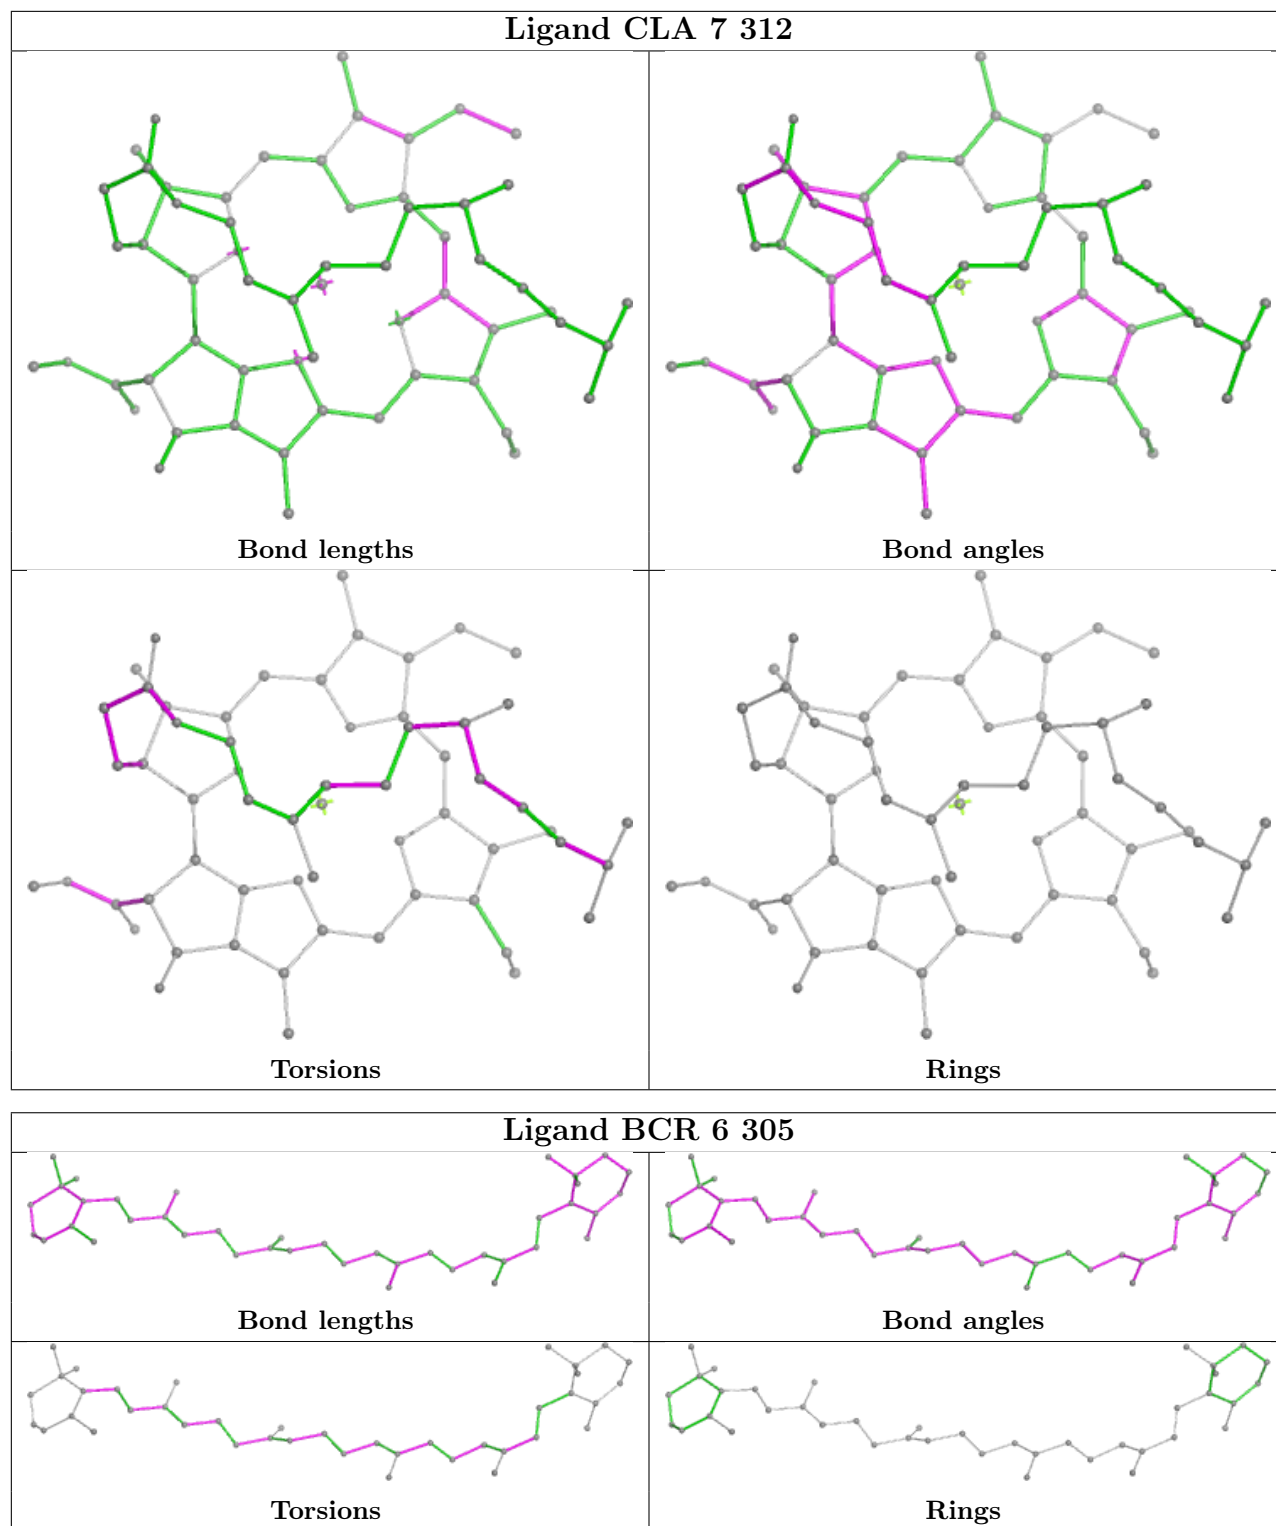 Ligand CLA 7 312
Bond lengths
Bond angles
Torsions
Rings
Ligand BCR 6 305
Bond lengths
Bond angles
Torsions
Rings